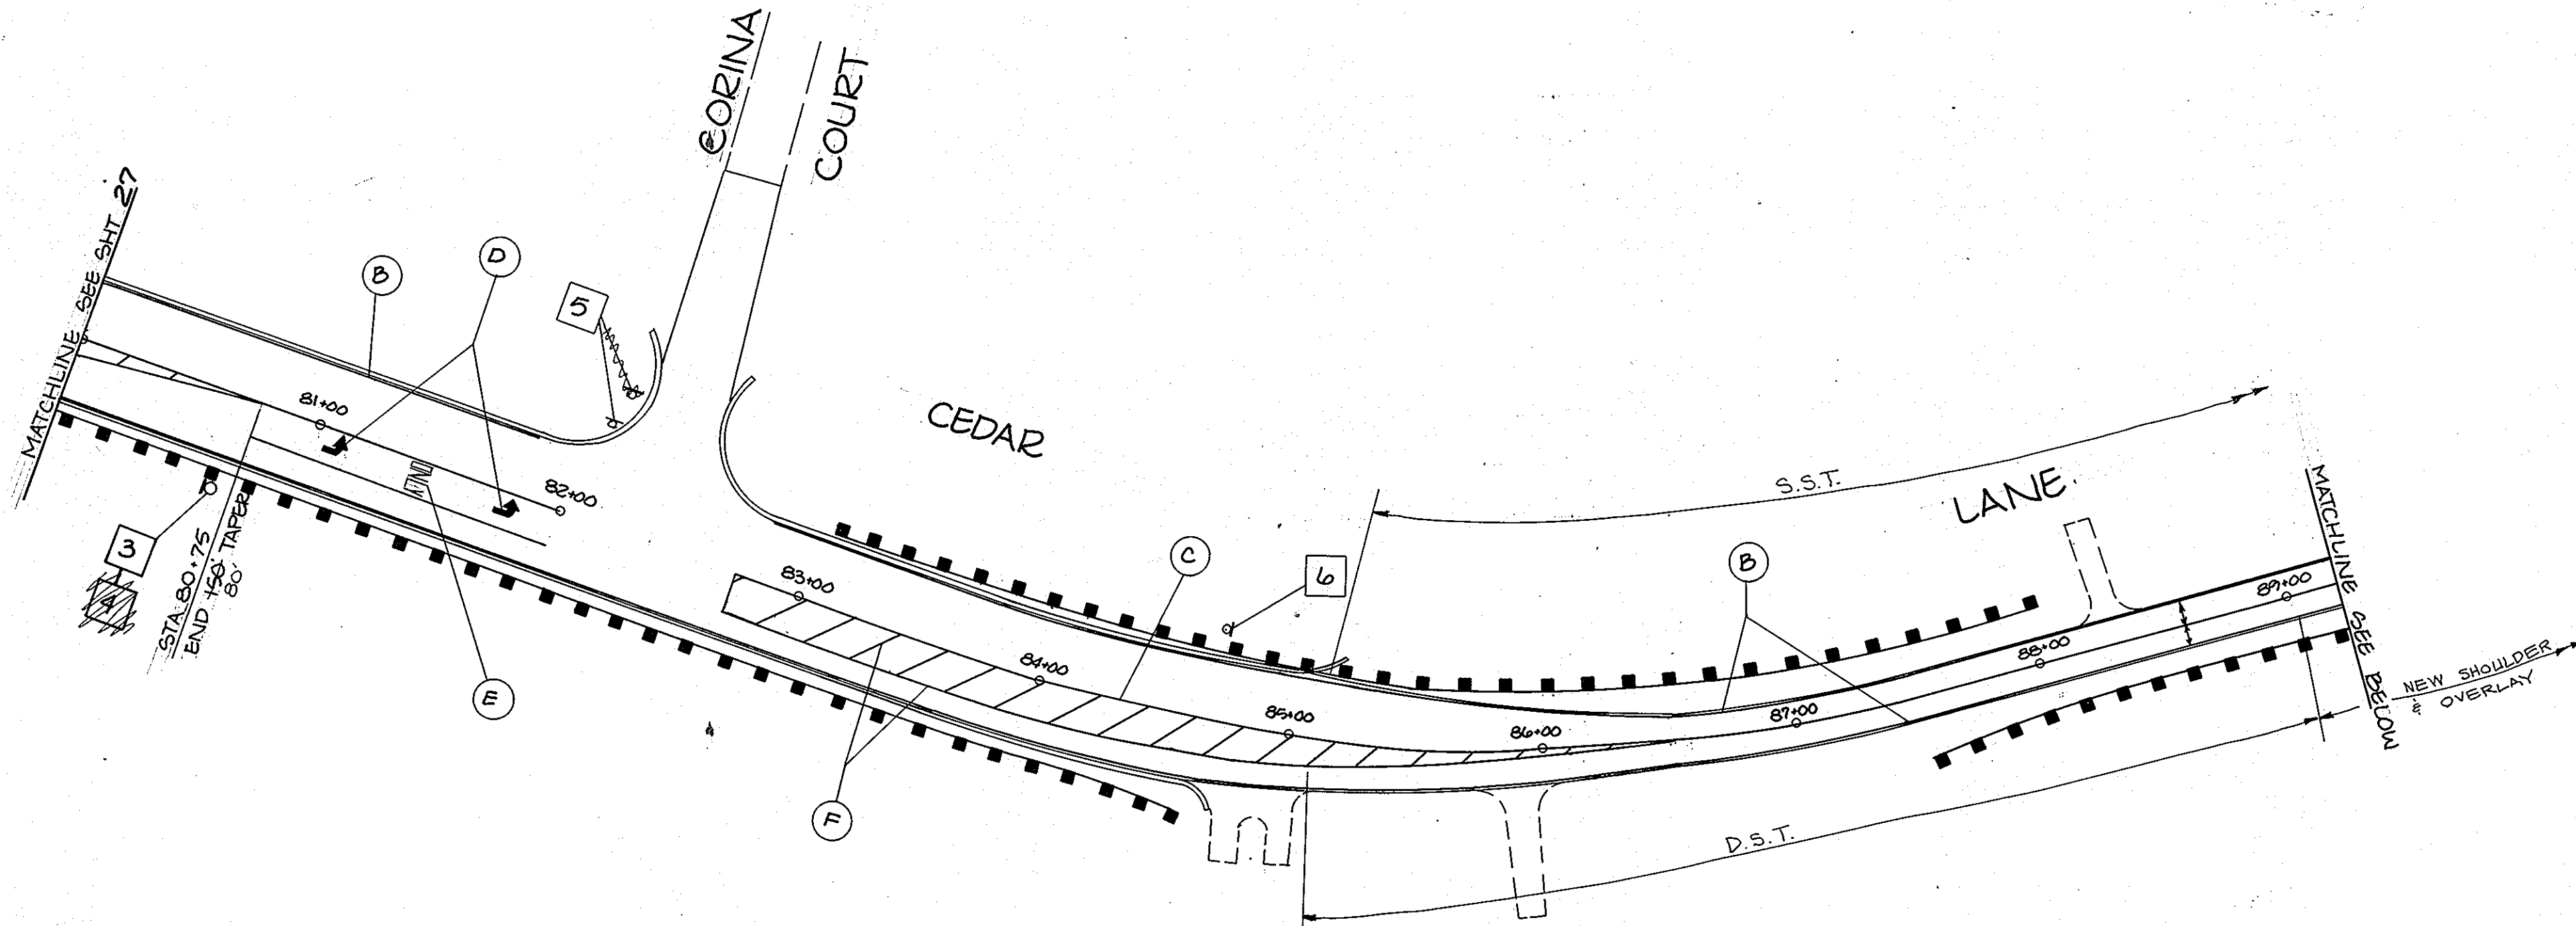 CORINA
COURT
MATCHLINE SEE SHT 27
B
D
5
81+00
82+00
ONLY
3
4
STA. 80+75
END 150' TAPER
80'
E
CEDAR
LANE.
83+00
84+00
85+00
86+00
87+00
88+00
89+00
C
6
B
F
S.S.T.
D.S.T.
MATCHLINE SEE BELOW
NEW SHOULDER
& OVERLAY